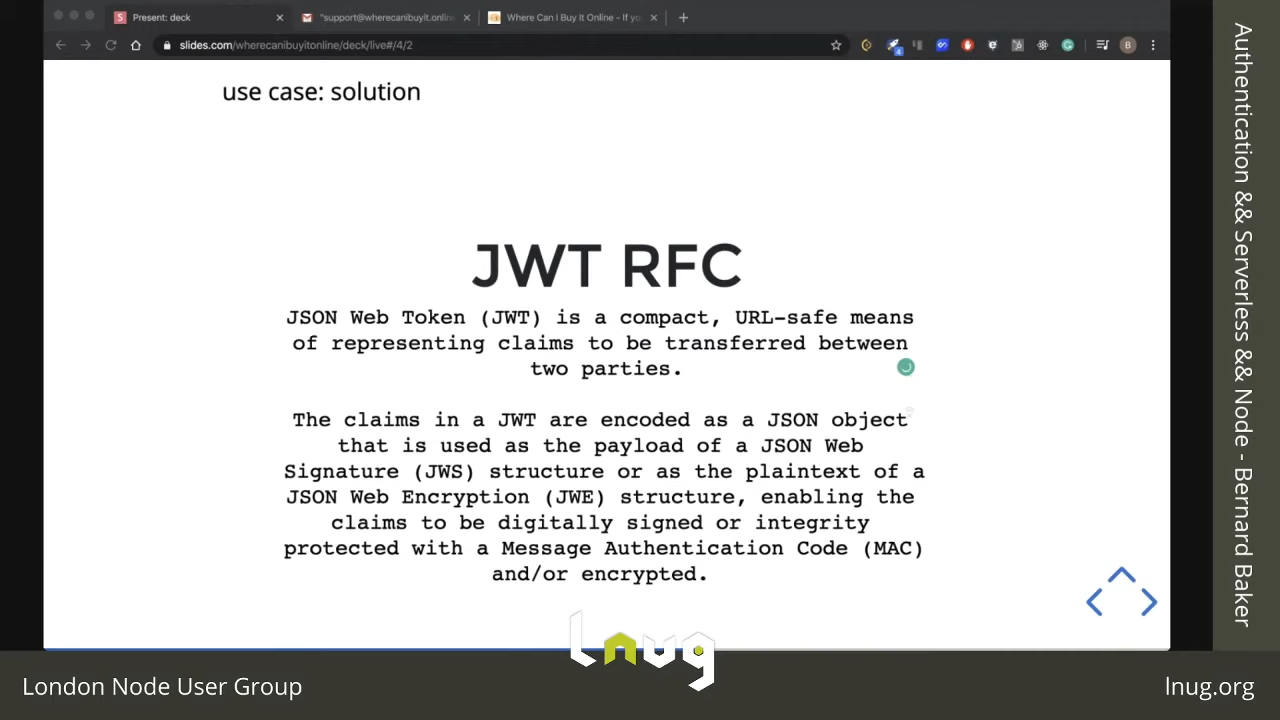 Present: deck
"support@wherecanibuyit.online
Where Can I Buy It Online - If yo
slides.com/wherecanibuyitonline/deck/live#/4/2
4
B
use case: solution
JWT RFC
JSON Web Token (JWT) is a compact, URL-safe means
of representing claims to be transferred between
two parties.
The claims in a JWT are encoded as a JSON object
that is used as the payload of a JSON Web
Signature (JWS) structure or as the plaintext of a
JSON Web Encryption (JWE) structure, enabling the
claims to be digitally signed or integrity
protected with a Message Authentication Code (MAC)
and/or encrypted.
Authentication && Serverless && Node - Bernard Baker
lnug
London Node User Group
lnug.org